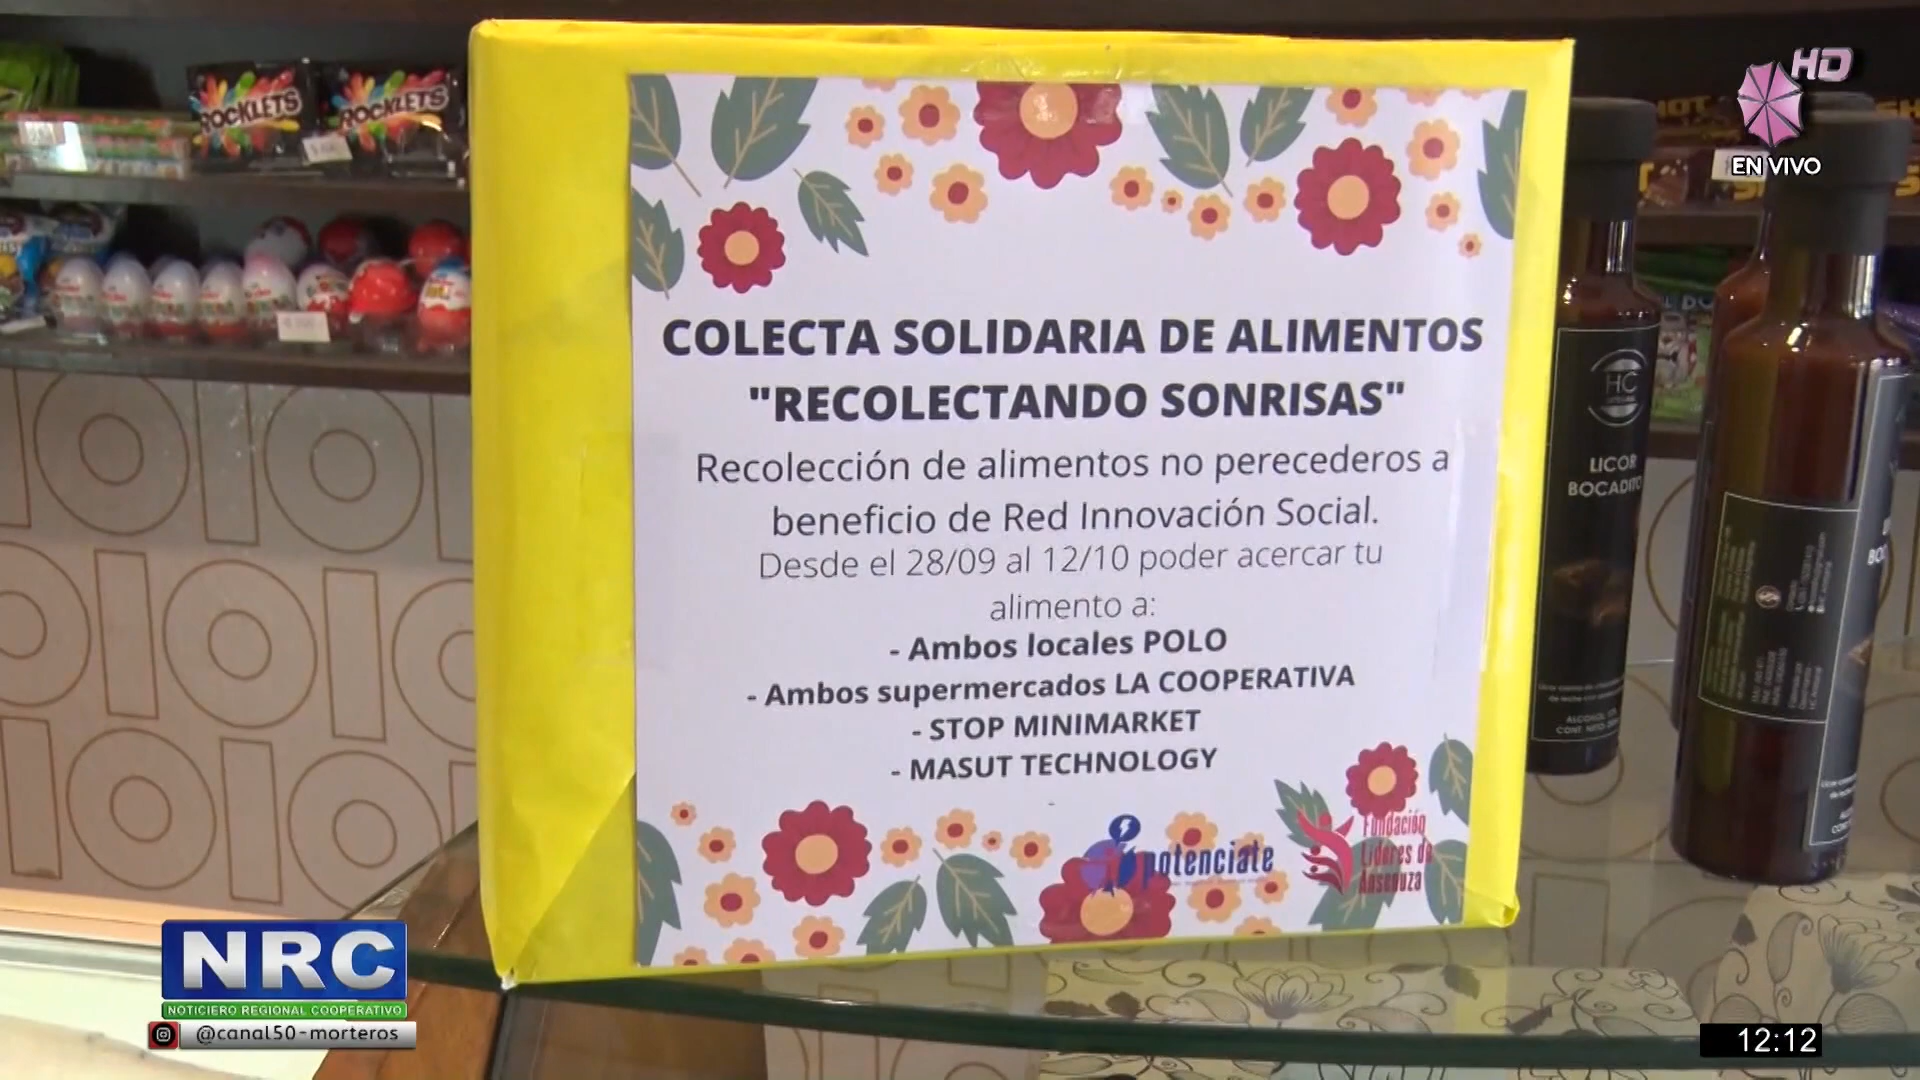 ROCKLETS
ROCKLETS
HD
EN VIVO
COLECTA SOLIDARIA DE ALIMENTOS
"RECOLECTANDO SONRISAS"
Recolección de alimentos no perecederos a
beneficio de Red Innovación Social.
Desde el 28/09 al 12/10 poder acercar tu
alimento a:
- Ambos locales POLO
- Ambos supermercados LA COOPERATIVA
- STOP MINIMARKET
- MASUT TECHNOLOGY
potenciate
Fundación
Líderes de
Ansenuza
HC
LICOR
BOCADITO
NRC
NOTICIERO REGIONAL COOPERATIVO
@canal50-morteros
12:12